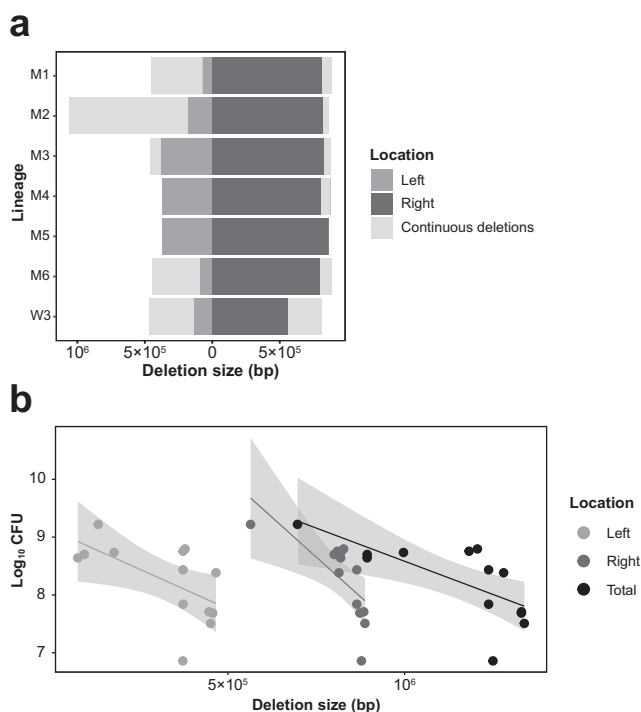 a
M1
M2
M3
M4
M5
M6
W3
Lineage
10⁶
5×10⁵
0
5×10⁵
Deletion size (bp)
Location
Left
Right
Continuous deletions
b
10
9
8
7
Log₁₀ CFU
5×10⁵
10⁶
Deletion size (bp)
Location
Left
Right
Total